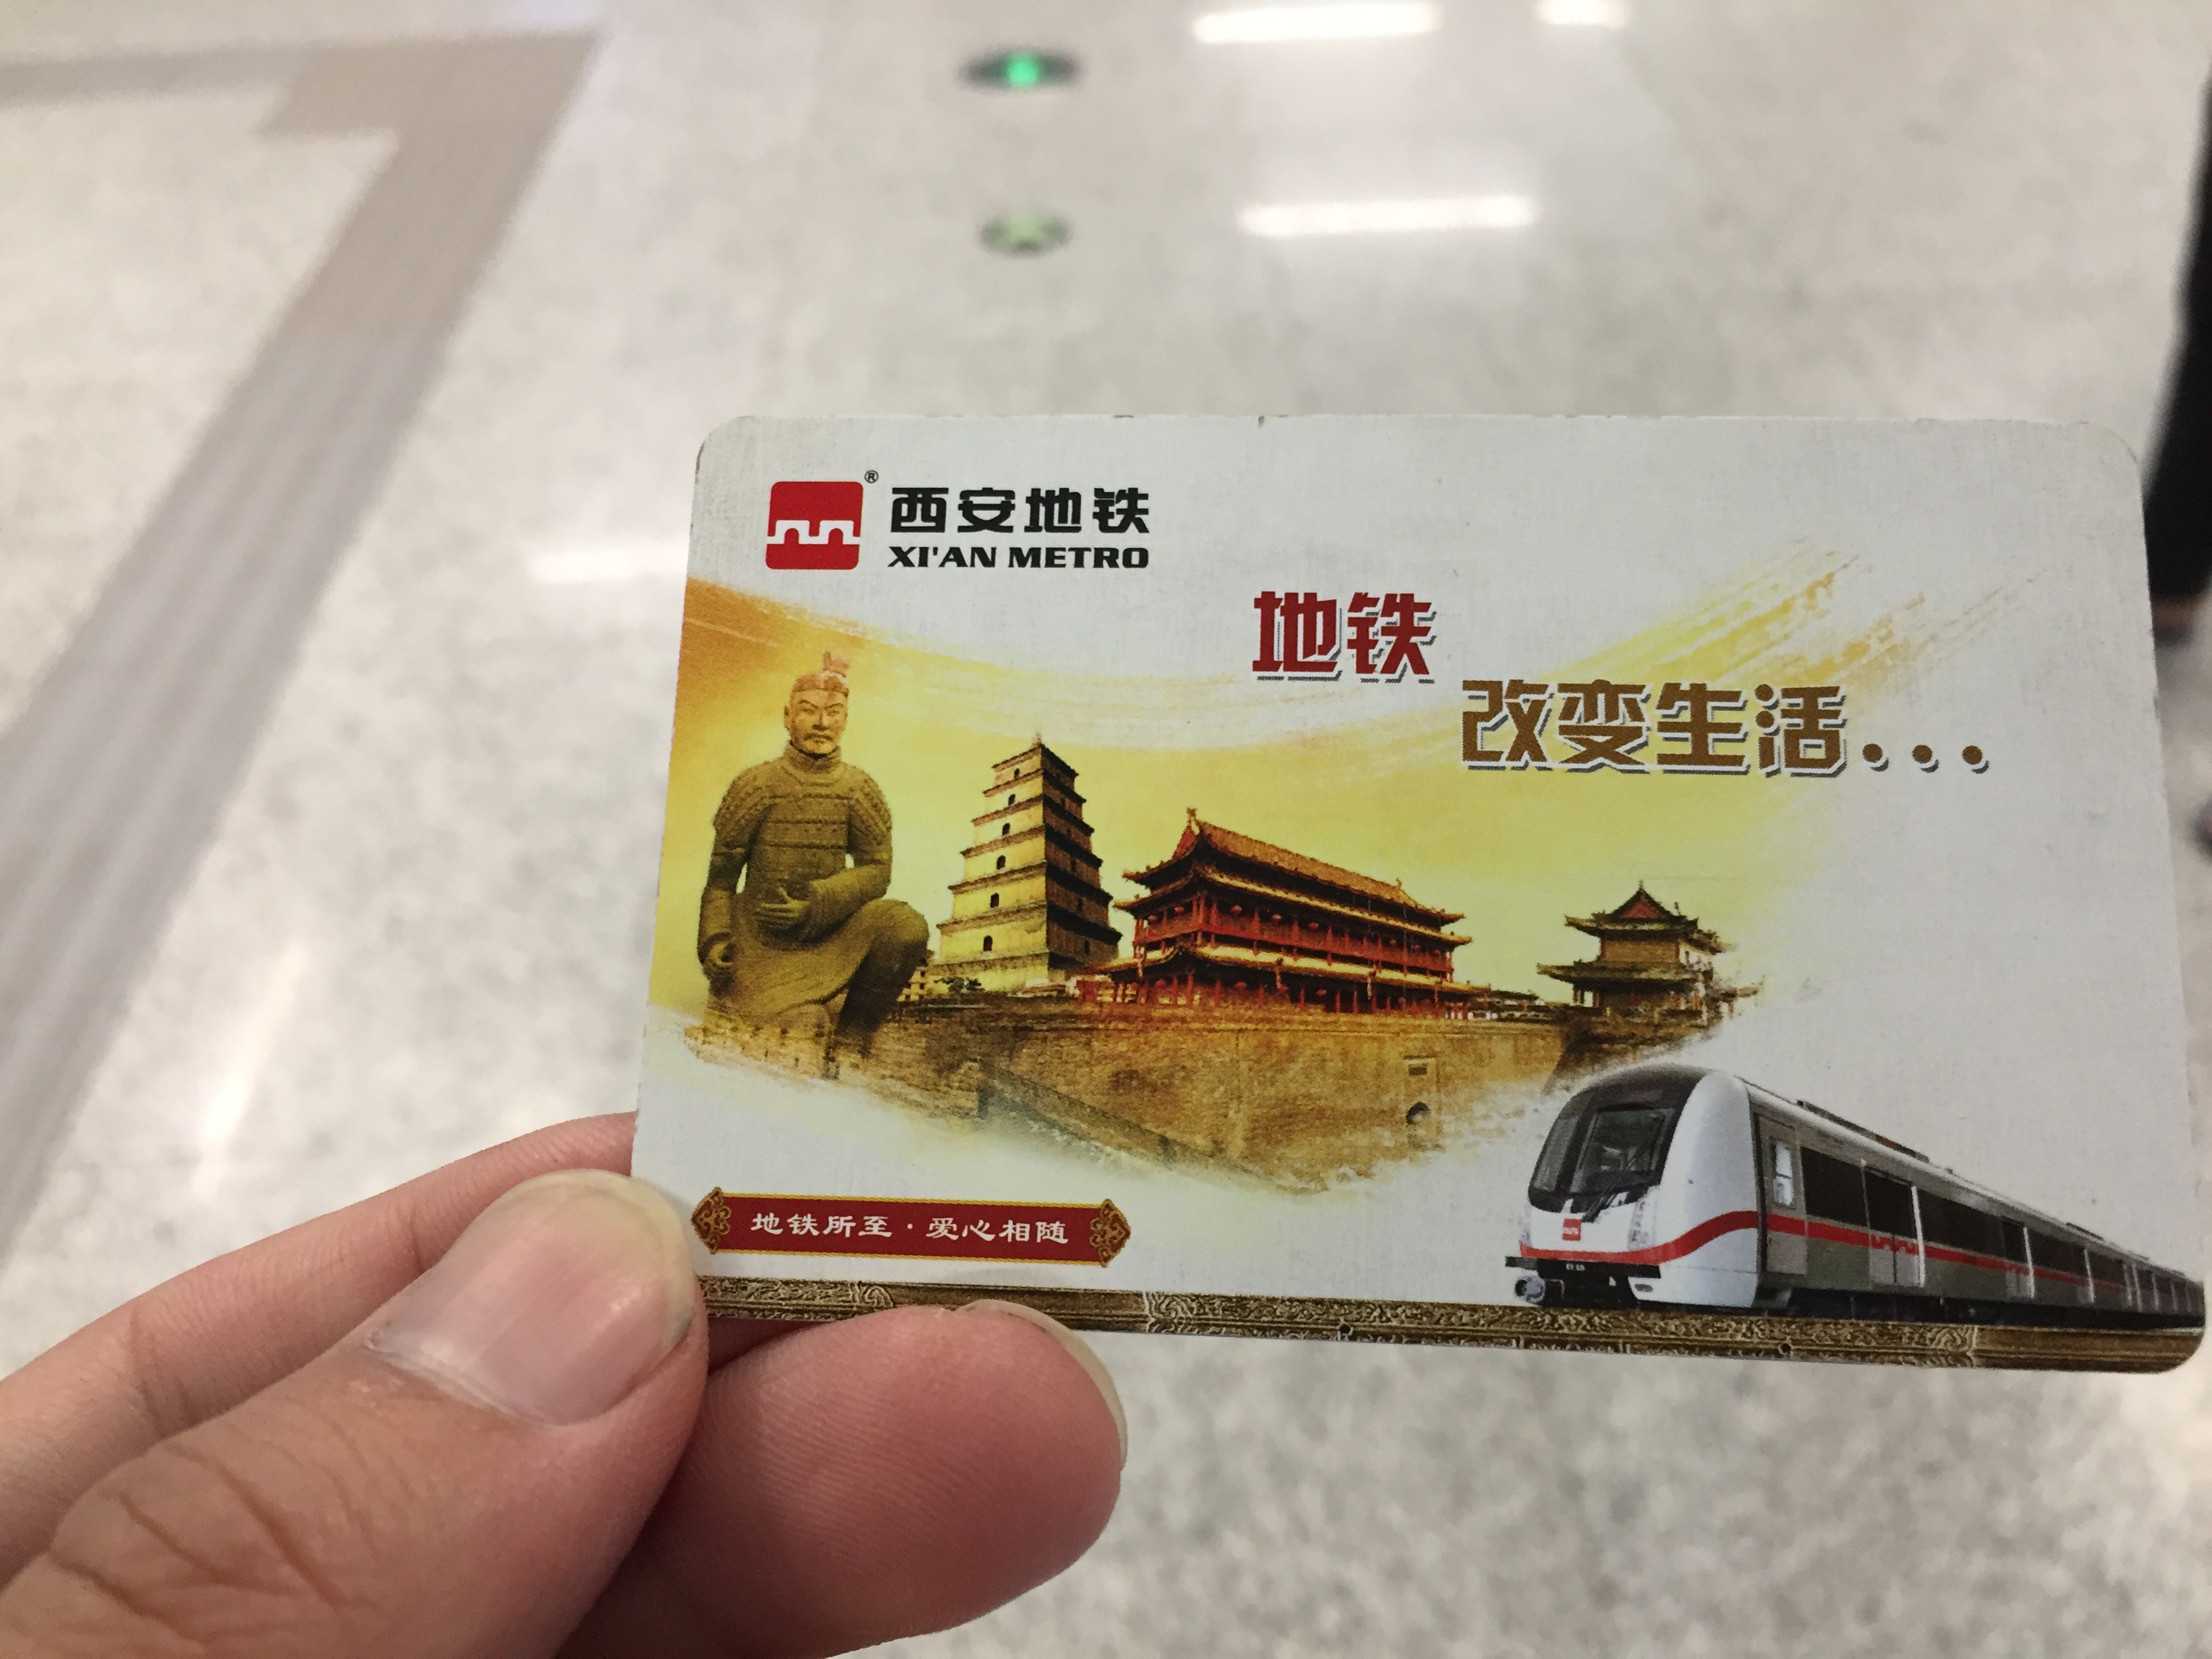 西安地铁
XI'AN METRO
地铁
改变生活...
地铁所至·爱心相随